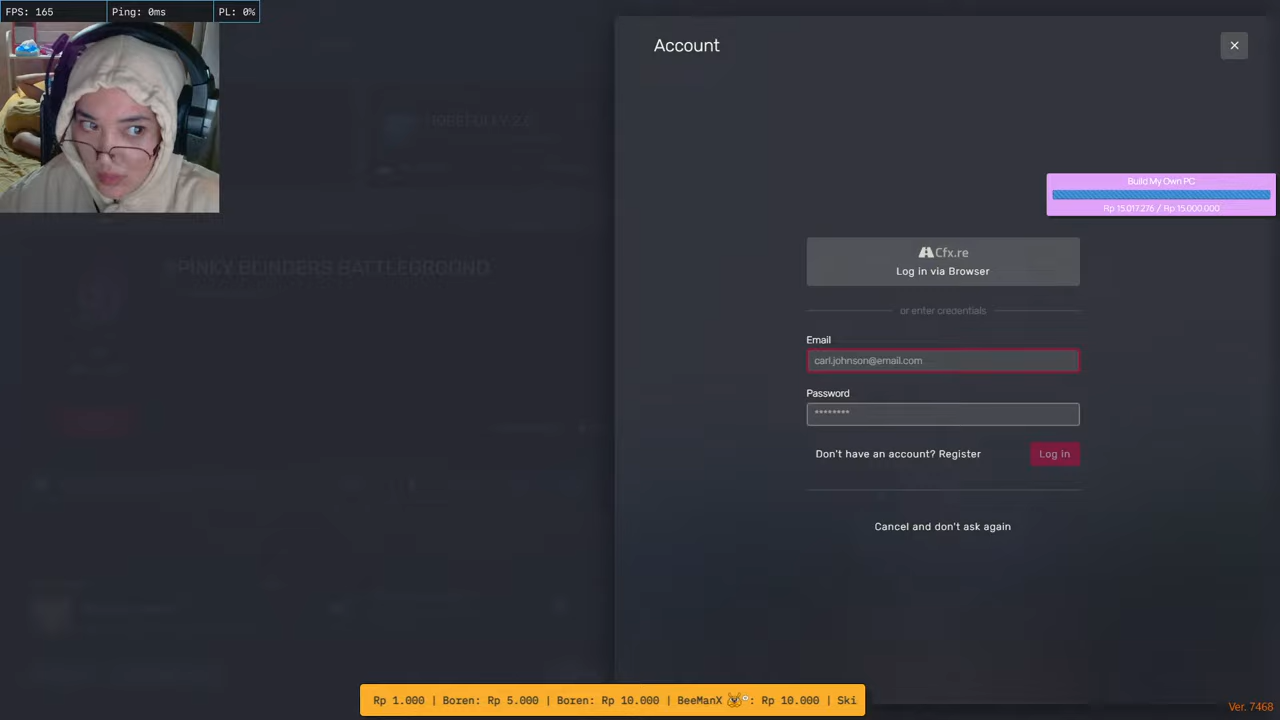 FPS: 165
Ping: 0ms
PL: 0%
Account
Build My Own PC
Rp 15.017.276 / Rp 15.000.000
PINKY BLINDERS BATTLEGROUND
Cfx.re
Log in via Browser
or enter credentials
Email
carl.johnson@email.com
Password
********
Don't have an account? Register
Log in
Cancel and don't ask again
Rp 1.000 | Boren: Rp 5.000 | Boren: Rp 10.000 | BeeManX : Rp 10.000 | Ski
Ver. 7468